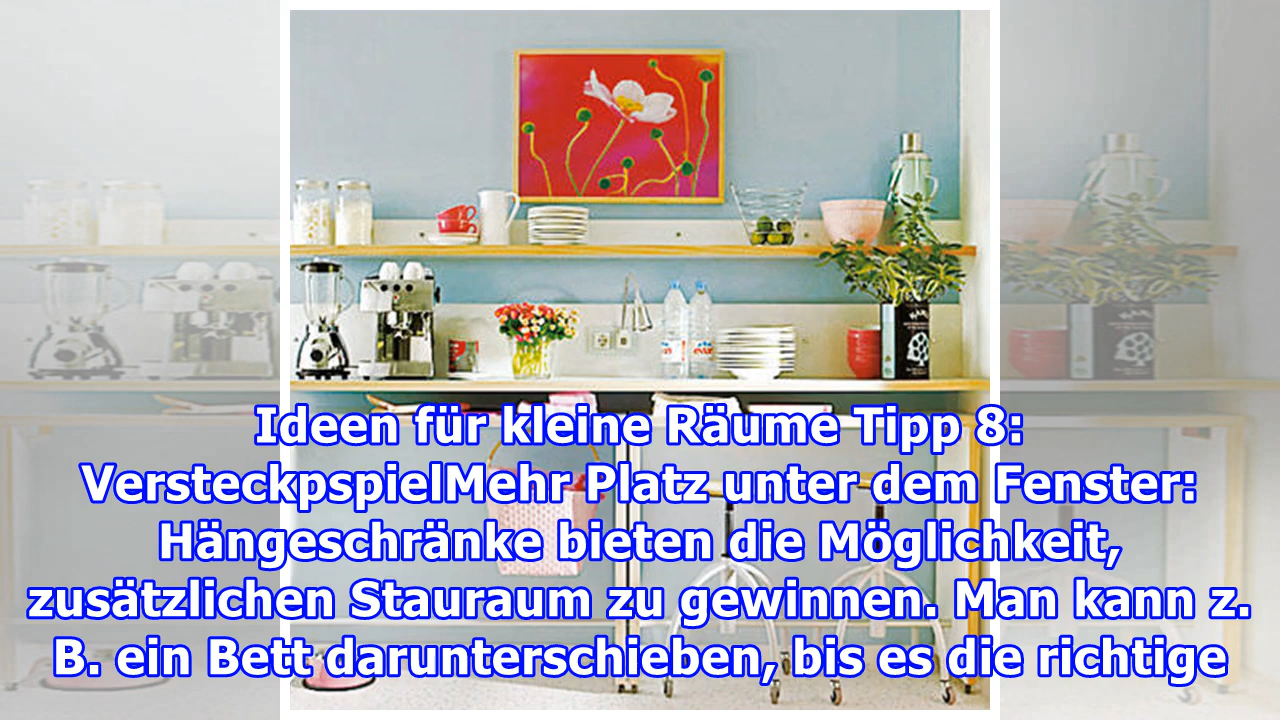 Ideen für kleine Räume Tipp 8:
VersteckpspielMehr Platz unter dem Fenster:
Hängeschränke bieten die Möglichkeit,
zusätzlichen Stauraum zu gewinnen. Man kann z.
B. ein Bett darunterschieben, bis es die richtige
evian